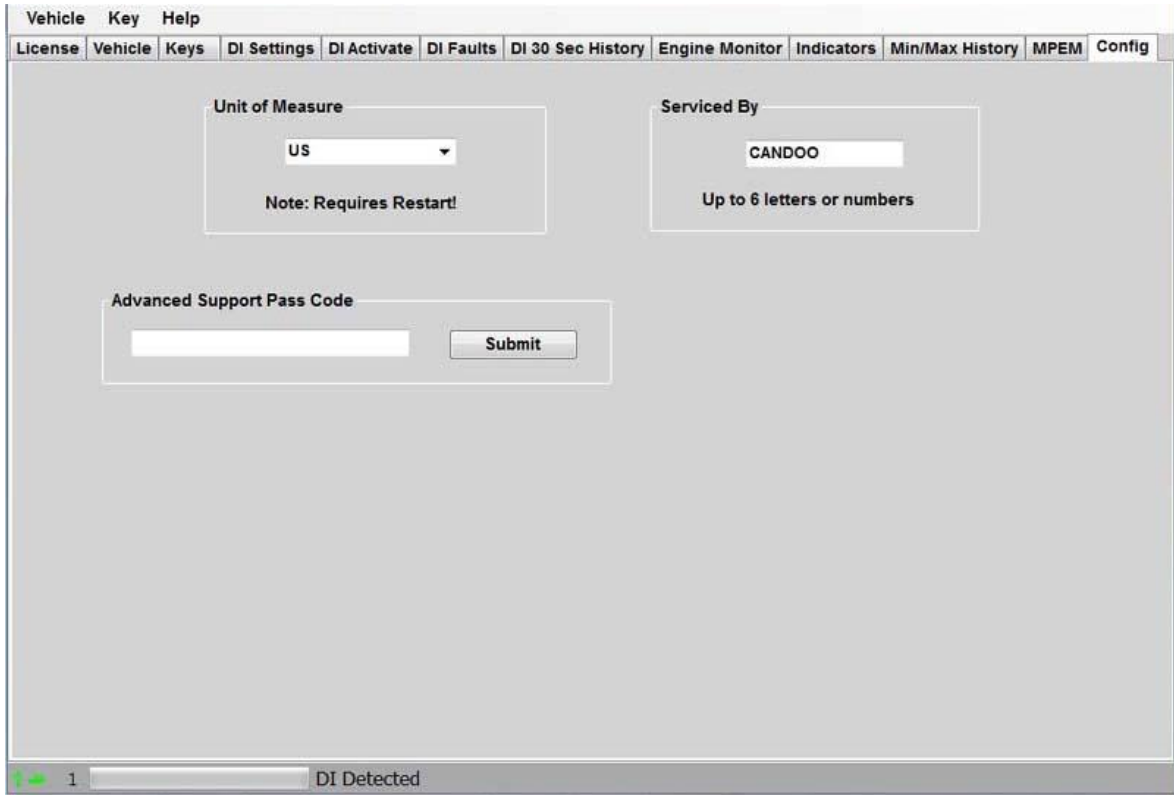 Vehicle Key Help
License Vehicle Keys DI Settings DI Activate DI Faults DI 30 Sec History Engine Monitor Indicators Min/Max History MPEM Config
Unit of Measure
US
Note: Requires Restart!
Serviced By
CANDOO
Up to 6 letters or numbers
Advanced Support Pass Code
Submit
1 DI Detected